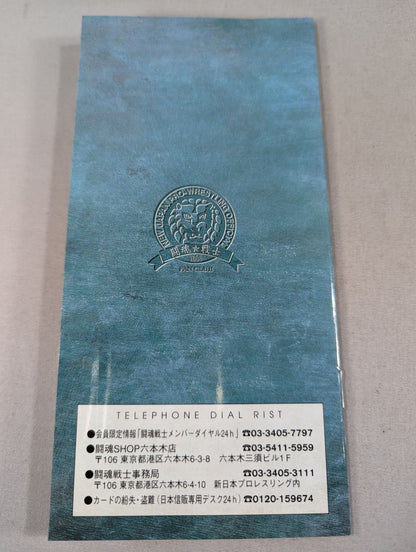 NEW JAPAN PRO-WRESTLING OFFICIAL
闘魂★戦士
FAN CLUB
TELEPHONE DIAL RIST
●会員限定情報「闘魂戦士メンバーダイヤル24h」 ☎03-3405-7797
●闘魂SHOP六本木店 ☎03-5411-5959
〒106 東京都港区六本木6-3-8 六本木三須ビル1F
●闘魂戦士事務局 ☎03-3405-3111
〒106 東京都港区六本木6-4-10 新日本プロレスリング内
●カードの紛失・盗難(日本信販専用デスク24h) ☎0120-159674